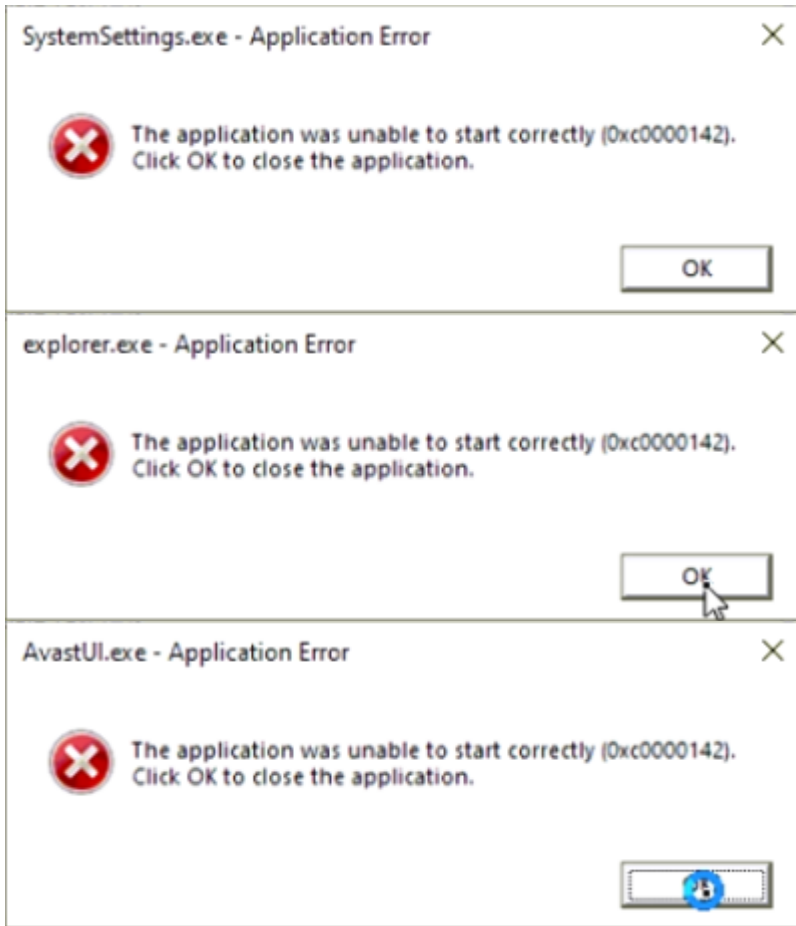 SystemSettings.exe - Application Error
The application was unable to start correctly (0xc0000142).
Click OK to close the application.
OK
explorer.exe - Application Error
The application was unable to start correctly (0xc0000142).
Click OK to close the application.
OK
AvastUI.exe - Application Error
The application was unable to start correctly (0xc0000142).
Click OK to close the application.